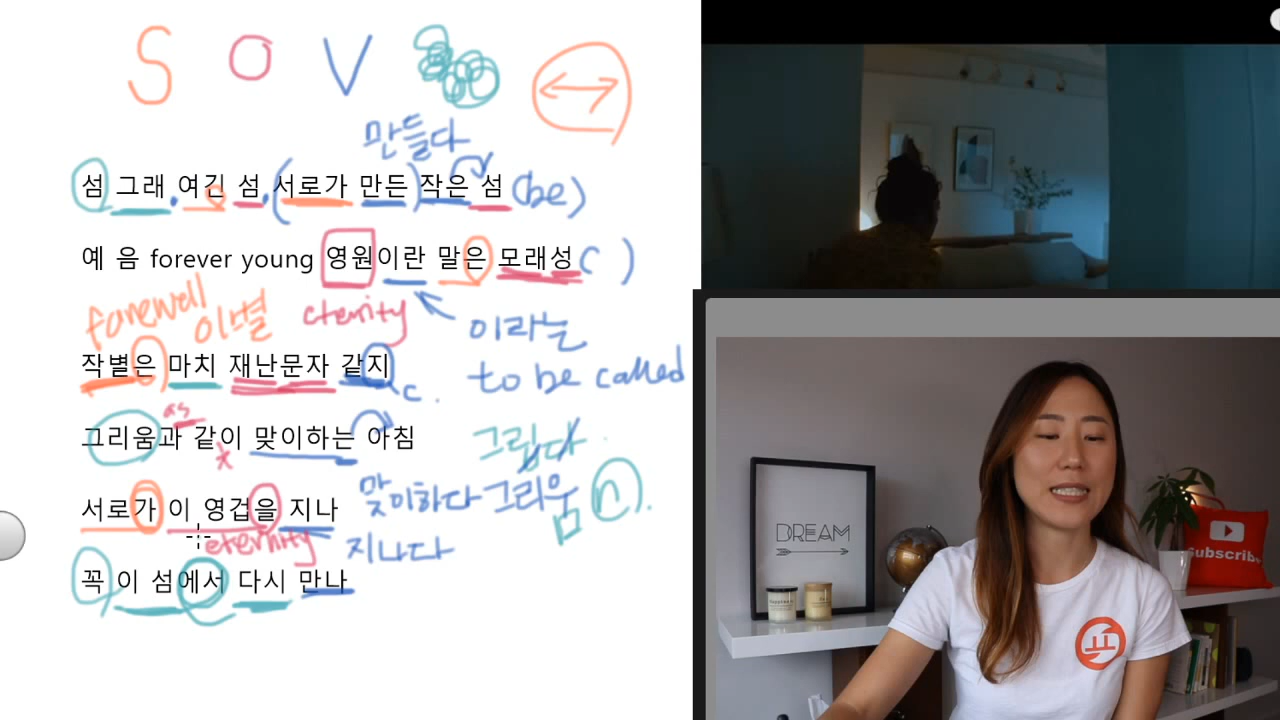 S O V
만들다
섬 그래 여긴 섬, 서로가 만든 작은 섬 (be)
예 음 forever young 영원이란 말은 모래성 ( )
farewell 이별 eternity 이라는
to be called
작별은 마치 재난문자 같지
as
그리움과 같이 맞이하는 아침
그립다
맞이하다 그리움
ㅁ n.
서로가 이 영겁을 지나
eternity 지나다
꼭 이 섬에서 다시 만나
DREAM
Subscribe